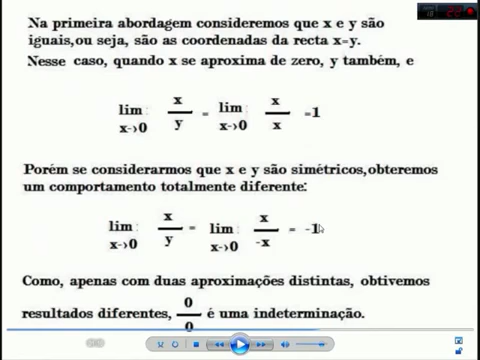 Na primeira abordagem consideremos que x e y são
iguais,ou seja, são as coordenadas da recta x=y.
Nesse caso, quando x se aproxima de zero, y também, e
lim x->0 x/y = lim x->0 x/x =1
Porém se considerarmos que x e y são simétricos,obteremos
um comportamento totalmente diferente:
lim x->0 x/y = lim x->0 x/-x = -1
Como, apenas com duas aproximações distintas, obtivemos
resultados diferentes, 0/0 é uma indeterminação.